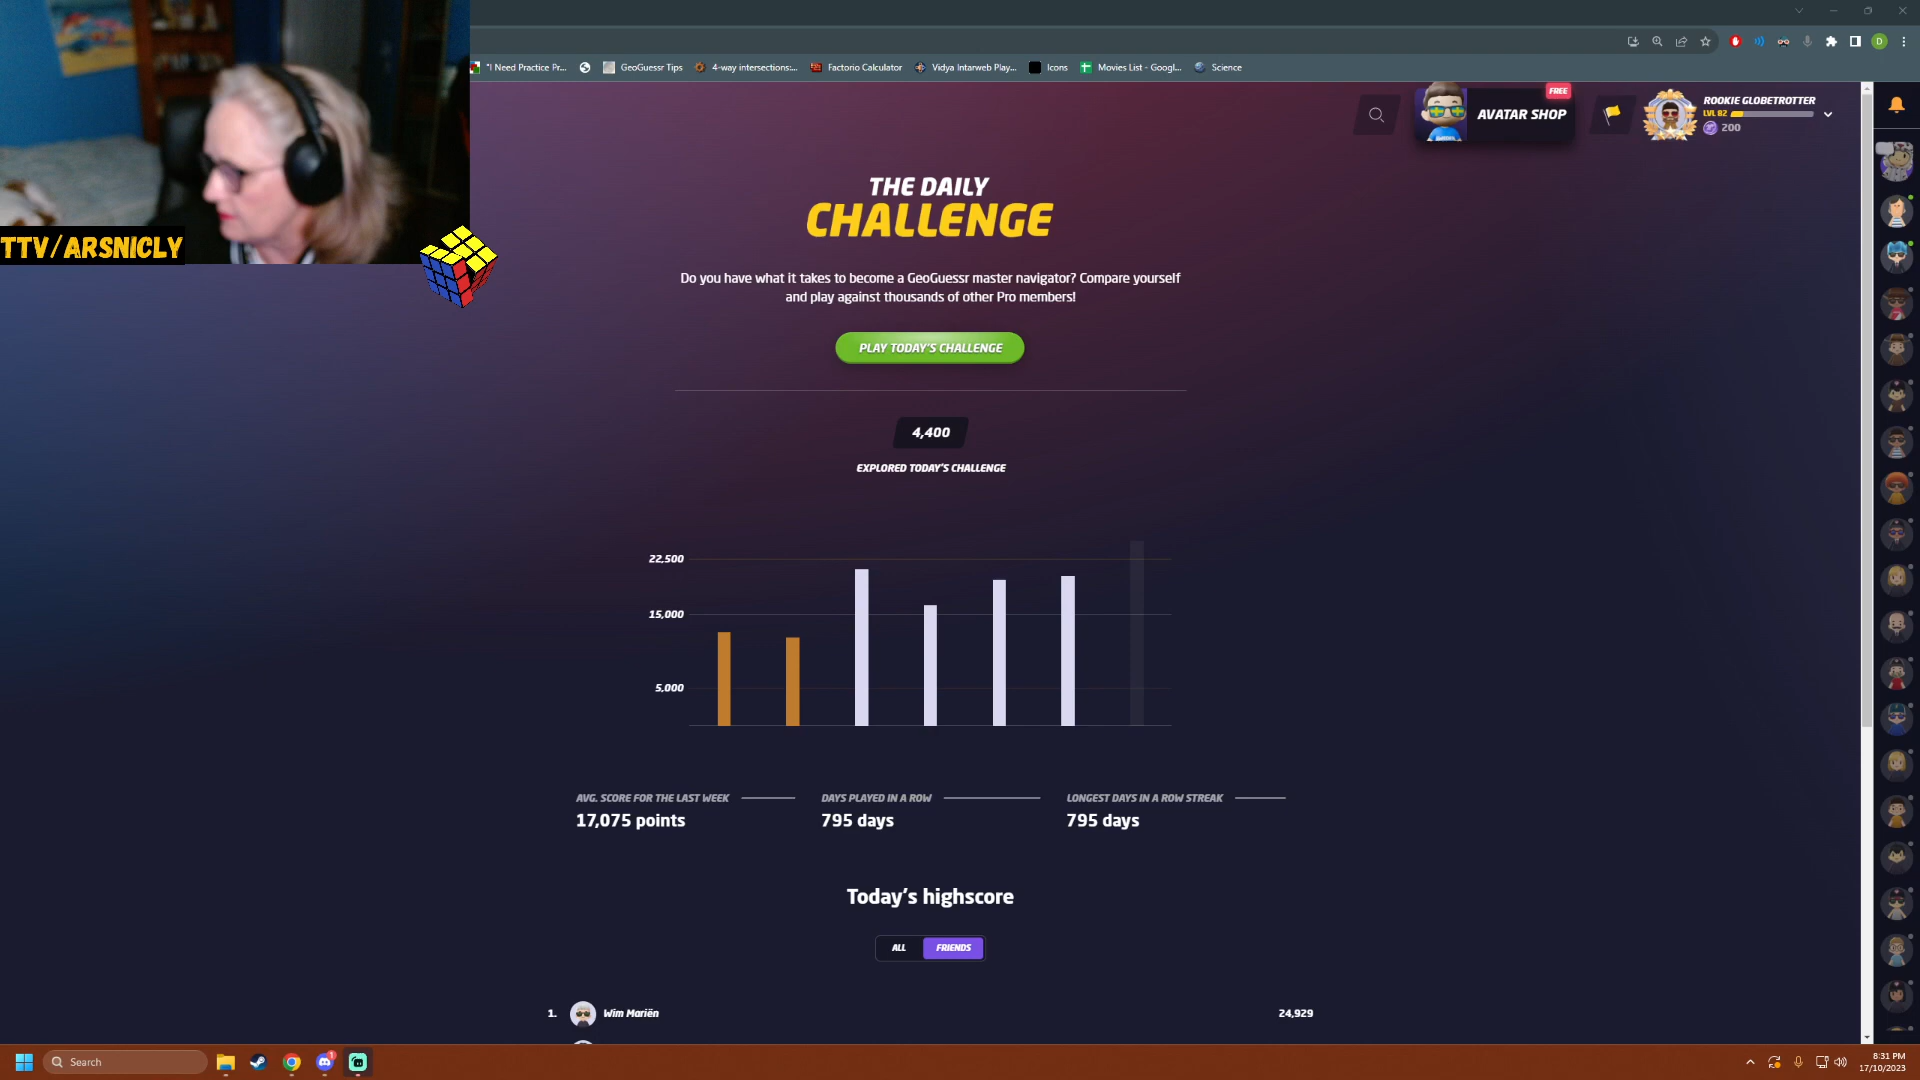 "I Need Practice Pr...
GeoGuessr Tips
4-way intersections:...
Factorio Calculator
Vidya Intarweb Play...
Icons
Movies List - Googl...
Science
D
FREE
AVATAR SHOP
ROOKIE GLOBETROTTER
LVL 82
200
THE DAILY
CHALLENGE
TTV/ARSNICLY
Do you have what it takes to become a GeoGuessr master navigator? Compare yourself
and play against thousands of other Pro members!
PLAY TODAY'S CHALLENGE
4,400
EXPLORED TODAY'S CHALLENGE
22,500
15,000
5,000
AVG. SCORE FOR THE LAST WEEK
17,075 points
DAYS PLAYED IN A ROW
795 days
LONGEST DAYS IN A ROW STREAK
795 days
Today's highscore
ALL
FRIENDS
1.
Wim Mariën
24,929
Search
1
8:31 PM
17/10/2023